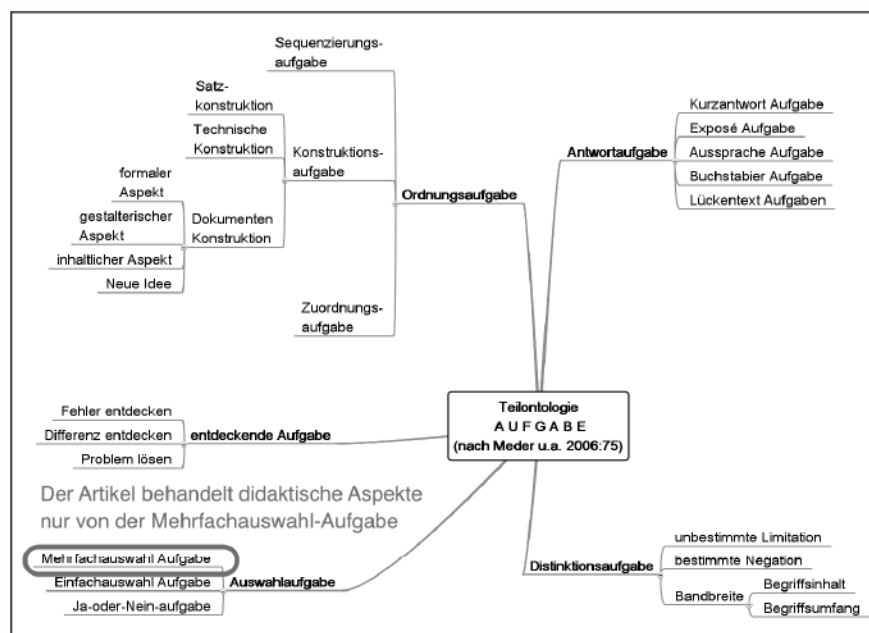 Sequenzierungs-
aufgabe
Satz-
konstruktion
Technische
Konstruktion
Konstruktions-
aufgabe
formaler
Aspekt
gestalterischer
Aspekt
Dokumenten
Konstruktion
inhaltlicher Aspekt
Neue Idee
Ordnungsaufgabe
Zuordnungs-
aufgabe
Antwortaufgabe
Kurzantwort Aufgabe
Exposé Aufgabe
Aussprache Aufgabe
Buchstabier Aufgabe
Lückentext Aufgaben
Teilontologie
A U F G A B E
(nach Meder u.a. 2006:75)
Fehler entdecken
Differenz entdecken
Problem lösen
entdeckende Aufgabe
Der Artikel behandelt didaktische Aspekte
nur von der Mehrfachauswahl-Aufgabe
Mehrfachauswahl Aufgabe
Einfachauswahl Aufgabe
Ja-oder-Nein-aufgabe
Auswahlaufgabe
Distinktionsaufgabe
unbestimmte Limitation
bestimmte Negation
Bandbreite
Begriffsinhalt
Begriffsumfang